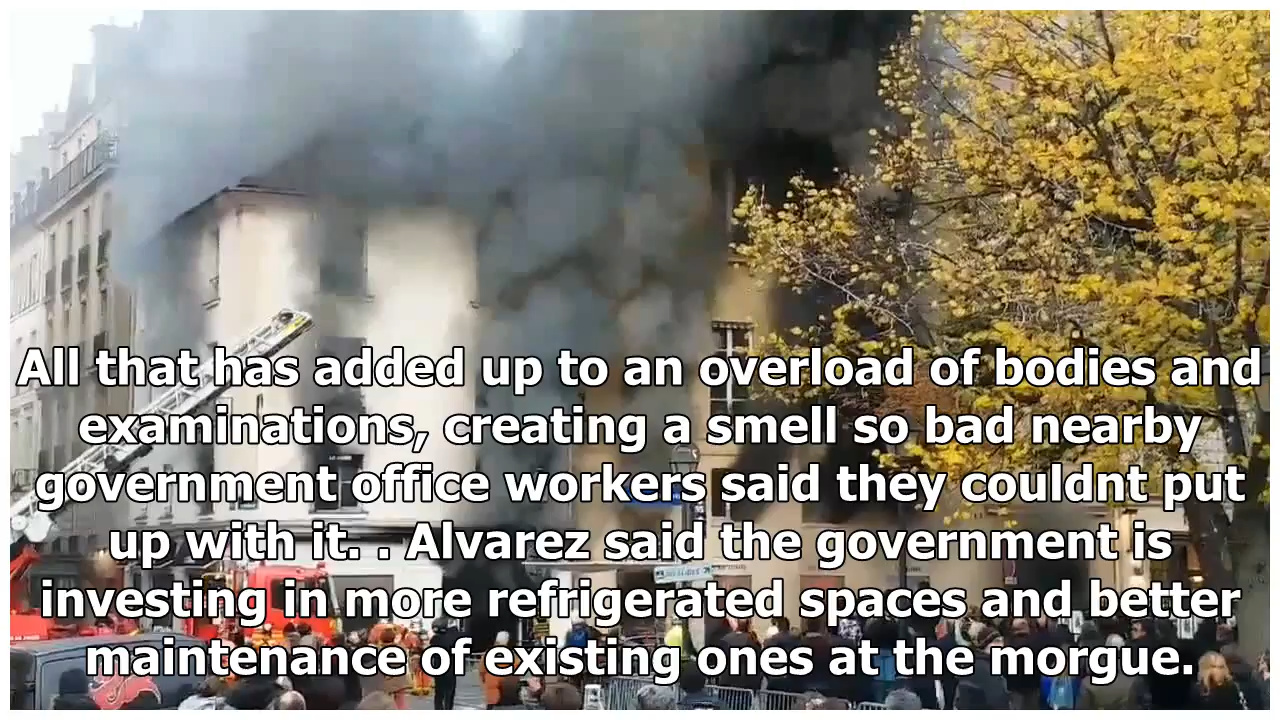 All that has added up to an overload of bodies and
examinations, creating a smell so bad nearby
government office workers said they couldnt put
up with it. . Alvarez said the government is
investing in more refrigerated spaces and better
maintenance of existing ones at the morgue.